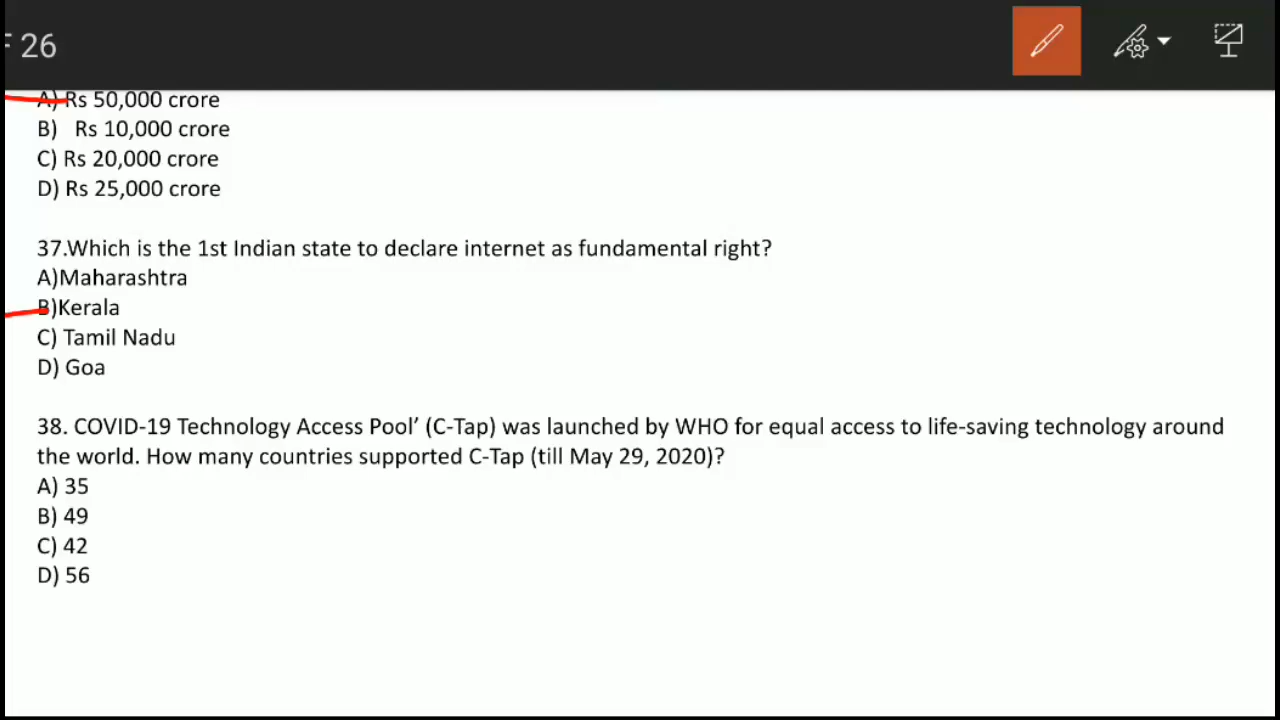 26
A) Rs 50,000 crore
B) Rs 10,000 crore
C) Rs 20,000 crore
D) Rs 25,000 crore
37.Which is the 1st Indian state to declare internet as fundamental right?
A)Maharashtra
B)Kerala
C) Tamil Nadu
D) Goa
38. COVID-19 Technology Access Pool’ (C-Tap) was launched by WHO for equal access to life-saving technology around
the world. How many countries supported C-Tap (till May 29, 2020)?
A) 35
B) 49
C) 42
D) 56